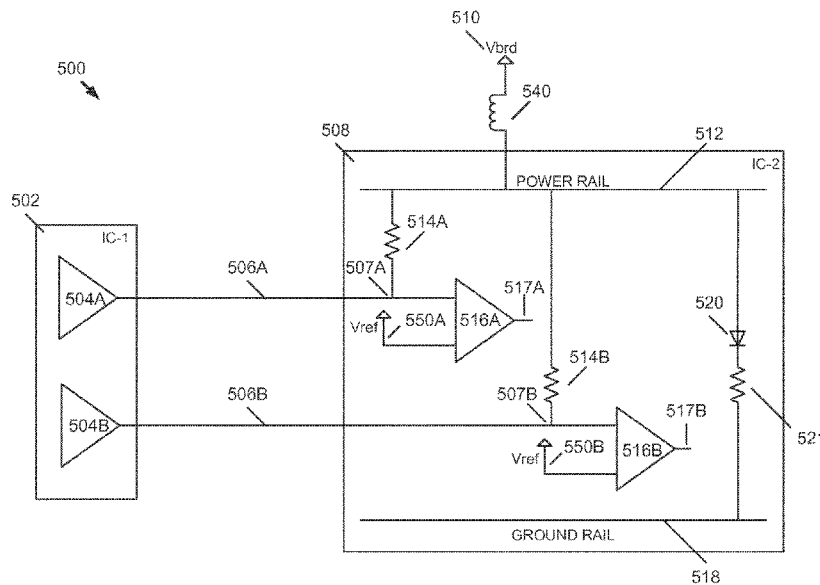 510
Vbrd
500
540
508
512
IC-2
POWER RAIL
502
IC-1
514A
506A
507A
517A
504A
Vref
550A
516A
520
514B
506B
507B
517B
504B
521
Vref
550B
516B
GROUND RAIL
518